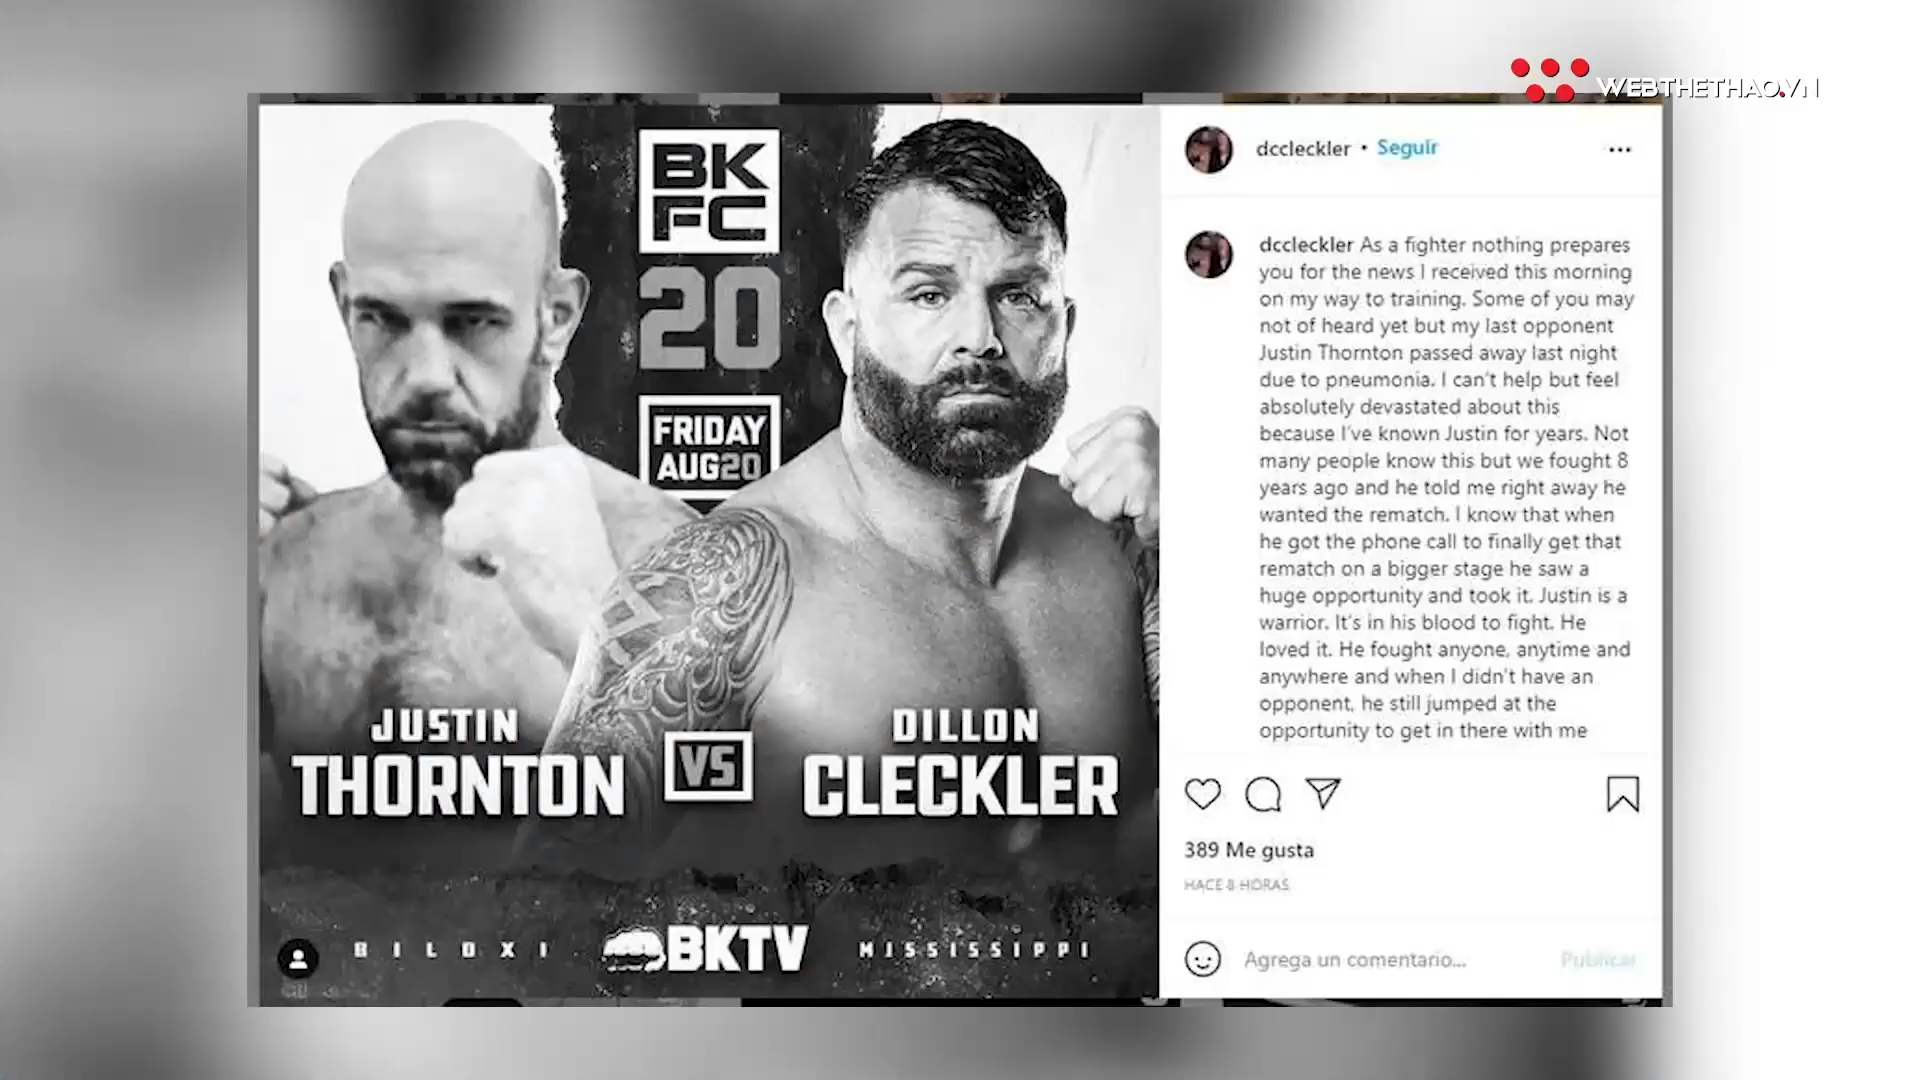 WEBTHETHAO.VN
BK
FC
20
FRIDAY
AUG20
JUSTIN
THORNTON
VS
DILLON
CLECKLER
BILOXI
BKTV
MISSISSIPPI
dccleckler • Seguir
dccleckler As a fighter nothing prepares
you for the news I received this morning
on my way to training. Some of you may
not of heard yet but my last opponent
Justin Thornton passed away last night
due to pneumonia. I can't help but feel
absolutely devastated about this
because I've known Justin for years. Not
many people know this but we fought 8
years ago and he told me right away he
wanted the rematch. I know that when
he got the phone call to finally get that
rematch on a bigger stage he saw a
huge opportunity and took it. Justin is a
warrior. It's in his blood to fight. He
loved it. He fought anyone, anytime and
anywhere and when I didn't have an
opponent, he still jumped at the
opportunity to get in there with me
389 Me gusta
HACE 8 HORAS
Agrega un comentario...
Publicar